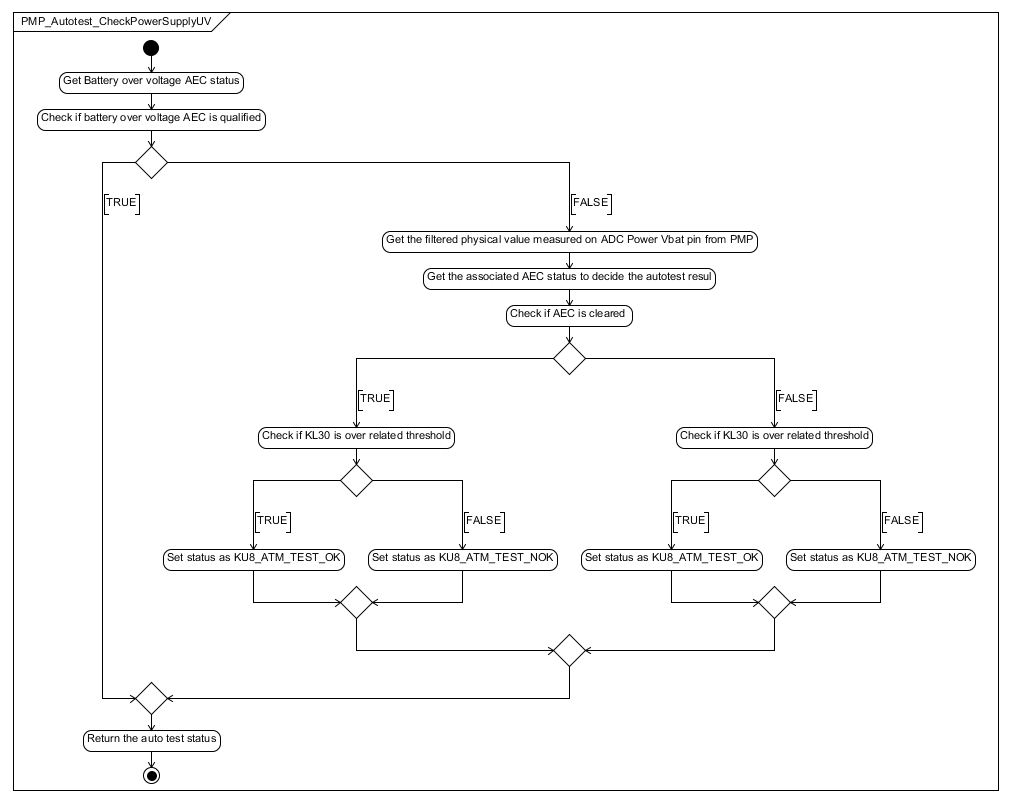 PMP_Autotest_CheckPowerSupplyUV
Get Battery over voltage AEC status
Check if battery over voltage AEC is qualified
[TRUE]
[FALSE]
Get the filtered physical value measured on ADC Power Vbat pin from PMP
Get the associated AEC status to decide the autotest resul
Check if AEC is cleared
[TRUE]
[FALSE]
Check if KL30 is over related threshold
Check if KL30 is over related threshold
[TRUE]
[FALSE]
[TRUE]
[FALSE]
Set status as KU8_ATM_TEST_OK
Set status as KU8_ATM_TEST_NOK
Set status as KU8_ATM_TEST_OK
Set status as KU8_ATM_TEST_NOK
Return the auto test status